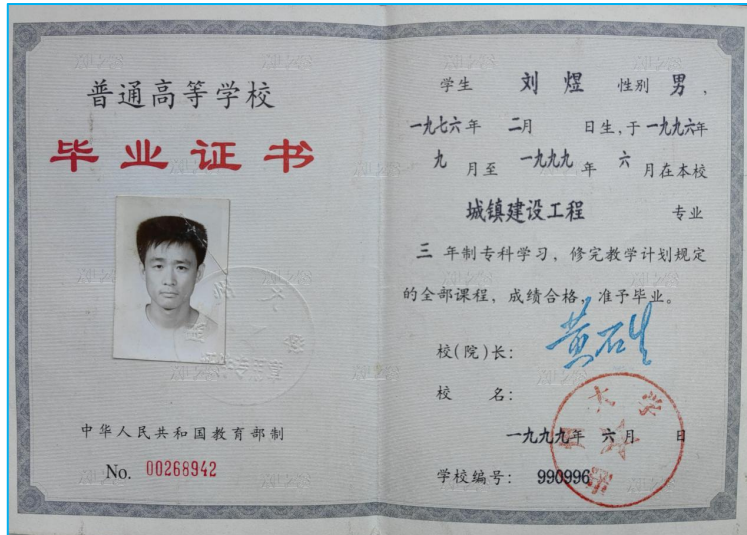 普通高等学校
毕业证书
中华人民共和国教育部制
No. 00268942
学生 刘煜 性别 男，
一九七六年 二月 日生，于一九九六年
九 月至 一九九九 年 六 月在本校
城镇建设工程 专业
三 年制专科学习，修完教学计划规定
的全部课程，成绩合格，准予毕业。
校(院)长： 黄石生
校 名：
大学
一九九九年 六月 日
学校编号： 990996